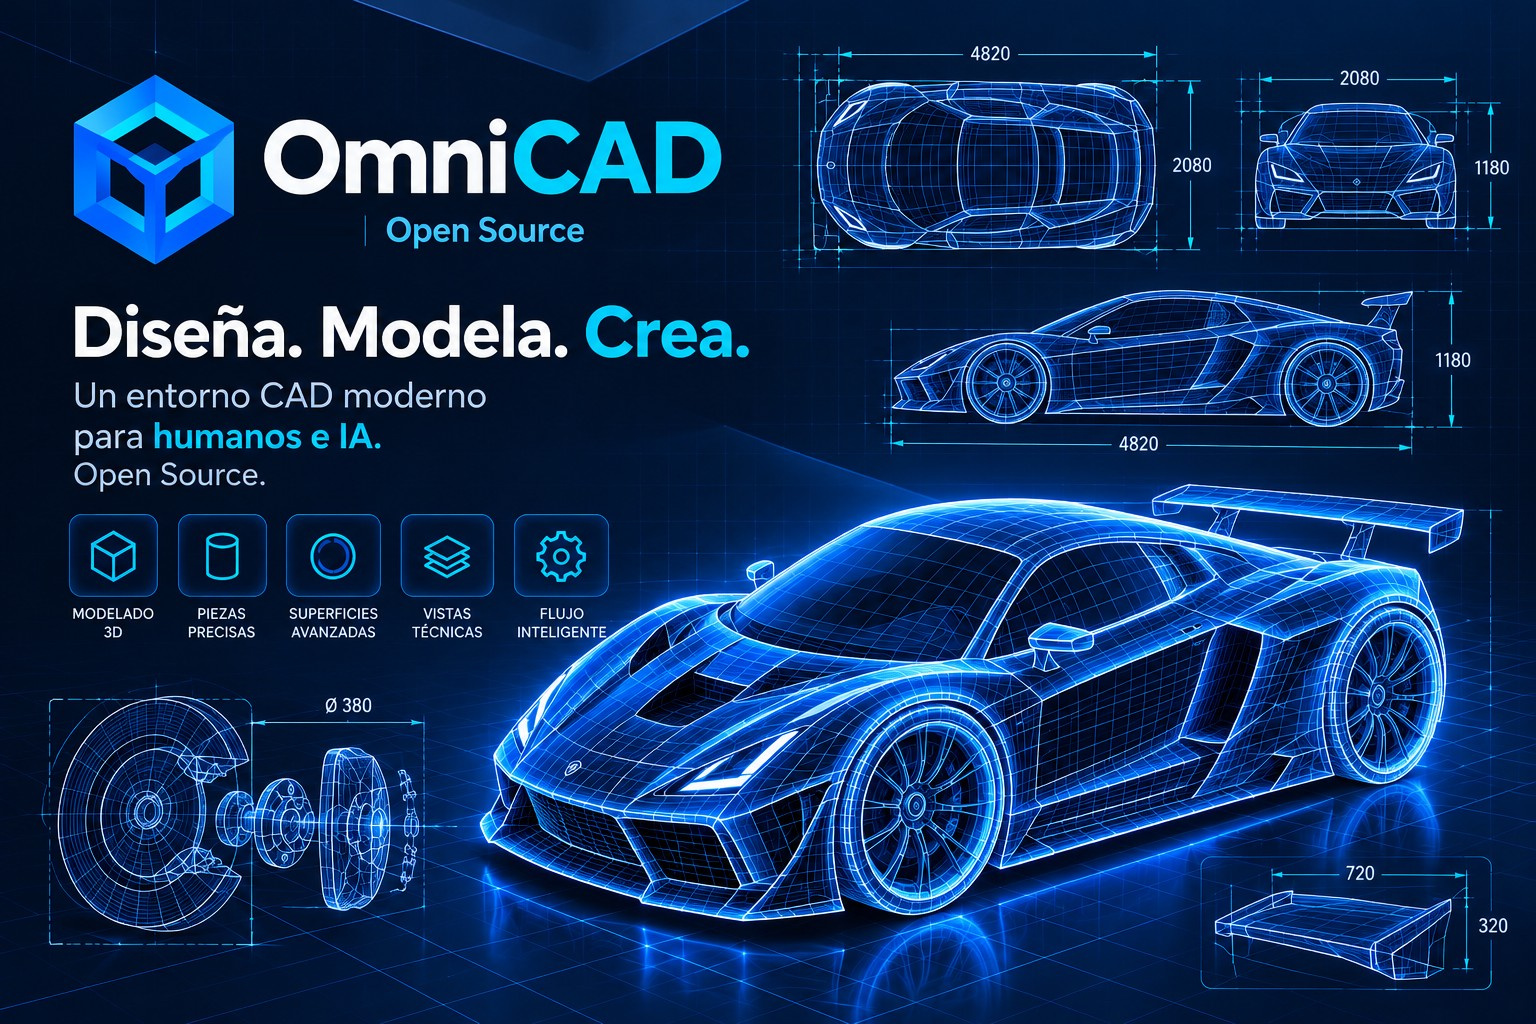 OmniCAD
Open Source
Diseña. Modela. Crea.
Un entorno CAD moderno
para humanos e IA.
Open Source.
MODELADO
3D
PIEZAS
PRECISAS
SUPERFICIES
AVANZADAS
VISTAS
TÉCNICAS
FLUJO
INTELIGENTE
Ø 380
4820
2080
2080
1180
1180
4820
720
320